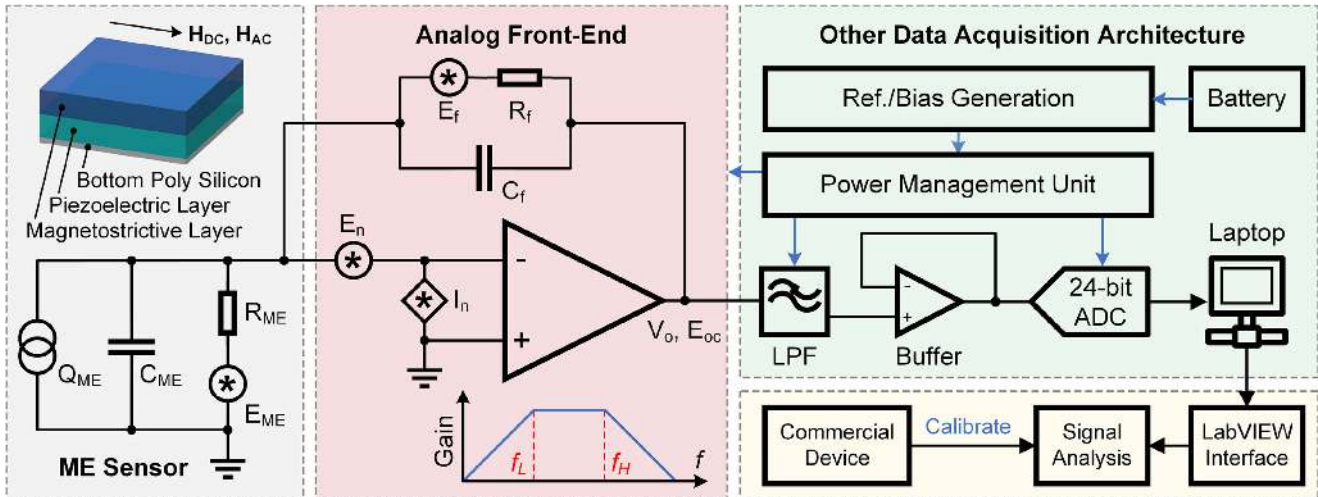 H_DC, H_AC
Bottom Poly Silicon
Piezoelectric Layer
Magnetostrictive Layer
Q_ME
C_ME
R_ME
E_ME
ME Sensor
Analog Front-End
E_f
R_f
C_f
E_n
I_n
-
+
V_o, E_oc
Gain
f_L
f_H
f
Other Data Acquisition Architecture
Ref./Bias Generation
Battery
Power Management Unit
LPF
-
+
Buffer
24-bit
ADC
Laptop
Commercial
Device
Calibrate
Signal
Analysis
LabVIEW
Interface